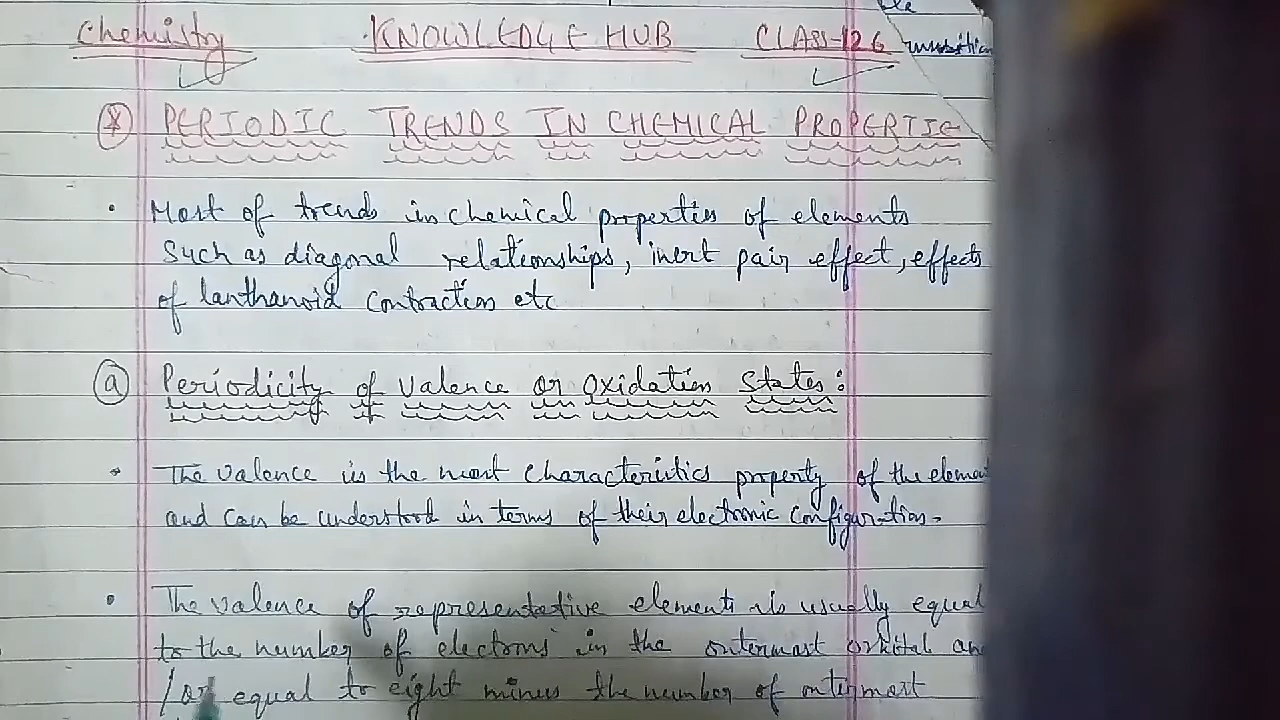 Chemistry KNOWLEDGE HUB CLASS-12
PERIODIC TRENDS IN CHEMICAL PROPERTIE
• Most of trends in chemical properties of elements
Such as diagonal relationships, inert pair effect, effects
of lanthanoid Contraction etc
(a) Periodicity of valence or Oxidation States:
• The valence is the most Characteristics property of the elemen
and can be understood in terms of their electronic configuration.
• The valence of representative elements is usually equal
to the number of electrons in the outermost orbital an
/or equal to eight minus the number of outermost